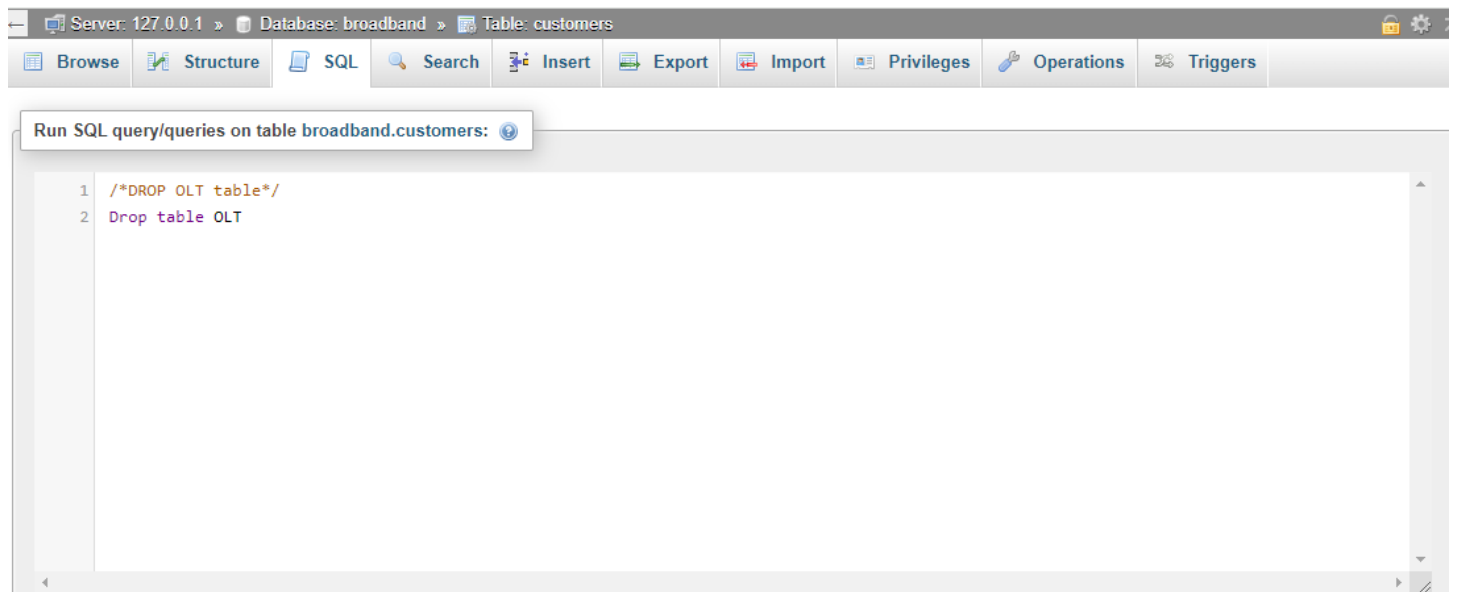 ← Server: 127.0.0.1 » Database: broadband » Table: customers
Browse Structure SQL Search Insert Export Import Privileges Operations Triggers
Run SQL query/queries on table broadband.customers:
1 /*DROP OLT table*/
2 Drop table OLT